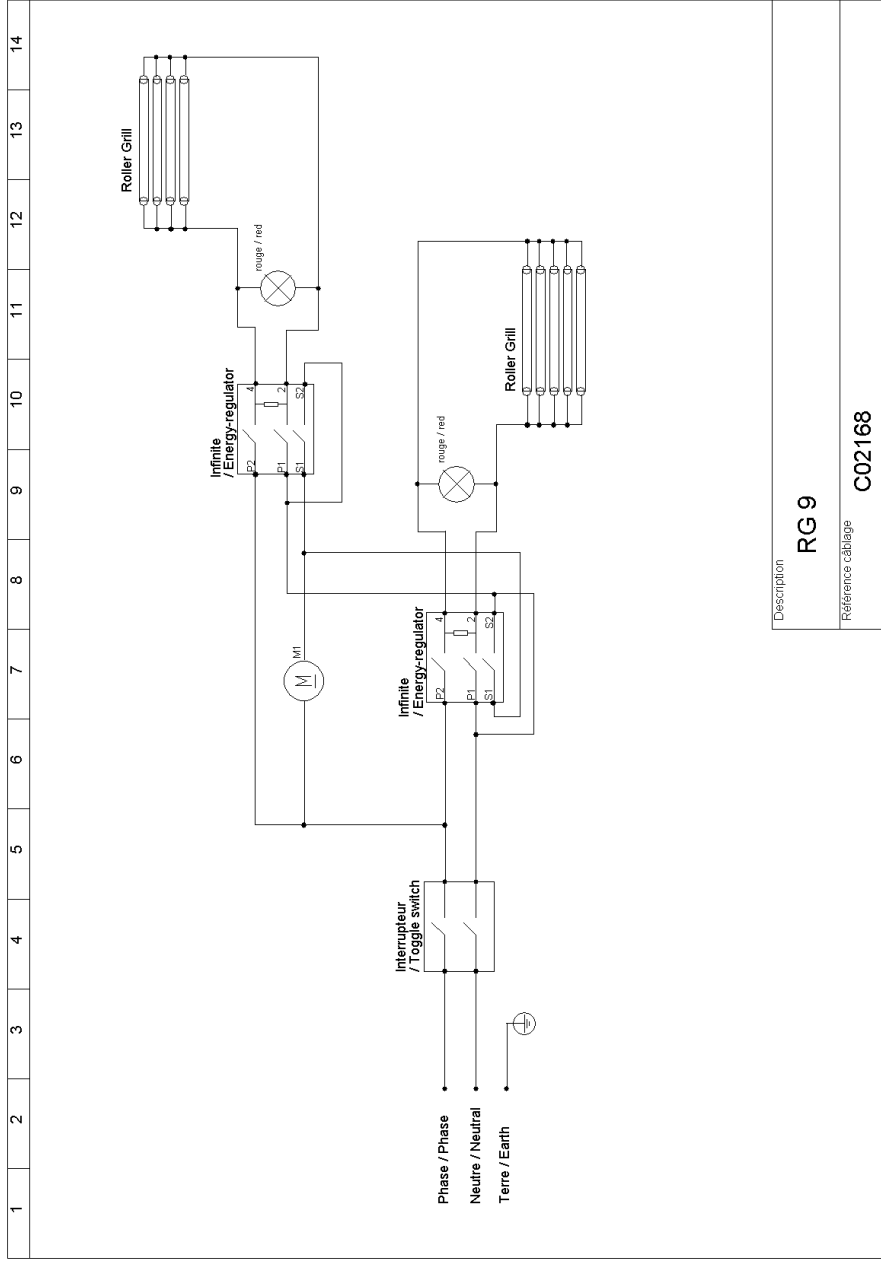 1
2
3
4
5
6
7
8
9
10
11
12
13
14
Roller Grill
rouge / red
Infinite
/ Energy-regulator
P2
4
P1
2
S1
S2
M1
M
Roller Grill
rouge / red
Infinite
/ Energy-regulator
P2
4
P1
2
S1
S2
Interrupteur
/ Toggle switch
Phase / Phase
Neutre / Neutral
Terre / Earth
Description
RG 9
Référence câblage
C02168